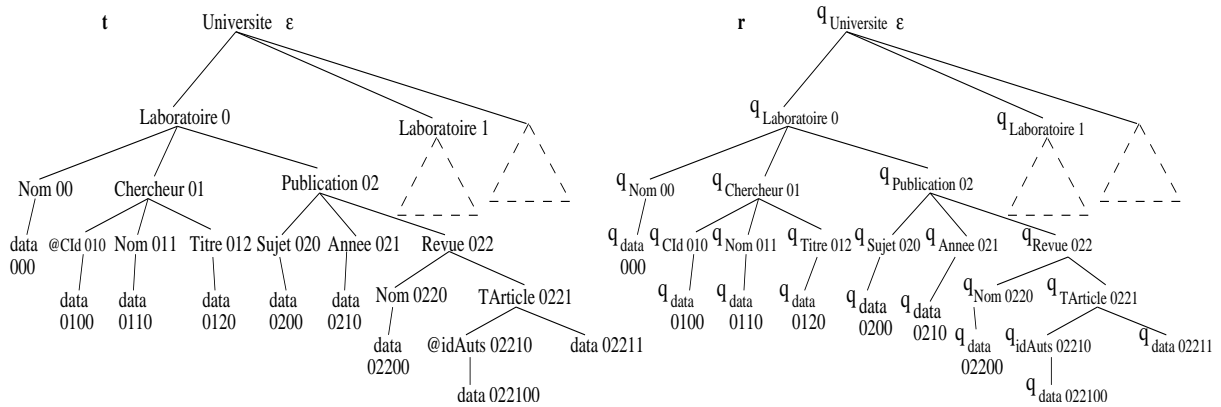 t Universite ε
Laboratoire 0 Laboratoire 1
Nom 00 Chercheur 01 Publication 02
data @CId 010 Nom 011 Titre 012 Sujet 020 Annee 021 Revue 022
000
data data data data data Nom 0220 TArticle 0221
0100 0110 0120 0200 0210
data @idAuts 02210 data 02211
02200
data 022100
r q Universite ε
q Laboratoire 0 q Laboratoire 1
q Nom 00 q Chercheur 01 q Publication 02
q data q CId 010 q Nom 011 q Titre 012 q Sujet 020 q Annee 021 q Revue 022
000
q data q data q data q data q data q Nom 0220 q TArticle 0221
0100 0110 0120 0200 0210
q data q idAuts 02210 q data 02211
02200
q data 022100